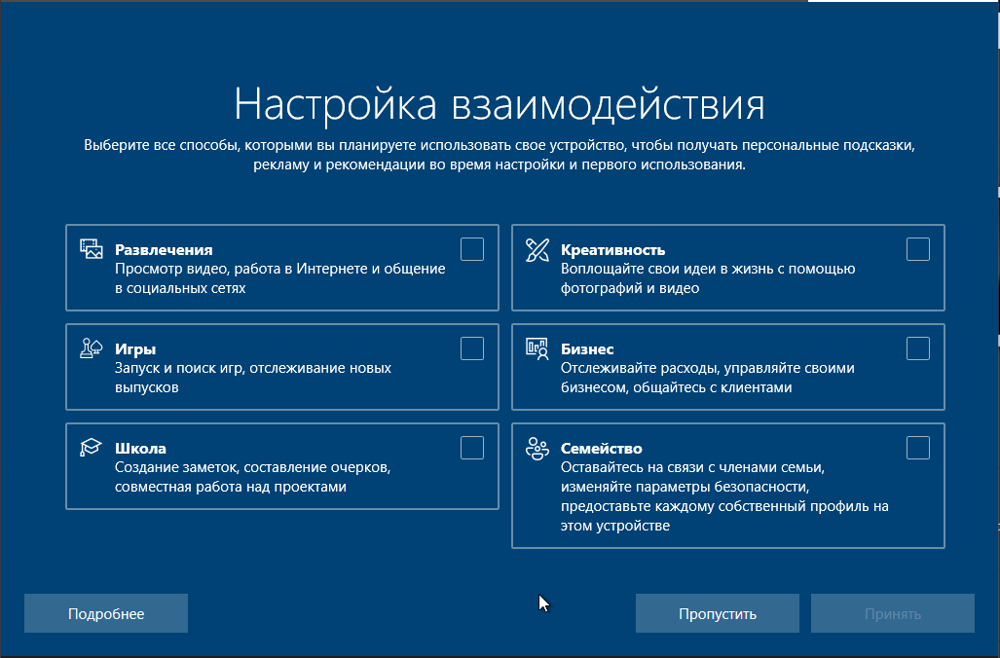 Настройка взаимодействия
Выберите все способы, которыми вы планируете использовать свое устройство, чтобы получать персональные подсказки,
рекламу и рекомендации во время настройки и первого использования.
Развлечения
Просмотр видео, работа в Интернете и общение
в социальных сетях
Креативность
Воплощайте свои идеи в жизнь с помощью
фотографий и видео
Игры
Запуск и поиск игр, отслеживание новых
выпусков
Бизнес
Отслеживайте расходы, управляйте своими
бизнесом, общайтесь с клиентами
Школа
Создание заметок, составление очерков,
совместная работа над проектами
Семейство
Оставайтесь на связи с членами семьи,
изменяйте параметры безопасности,
предоставьте каждому собственный профиль на
этом устройстве
Подробнее
Пропустить
Принять